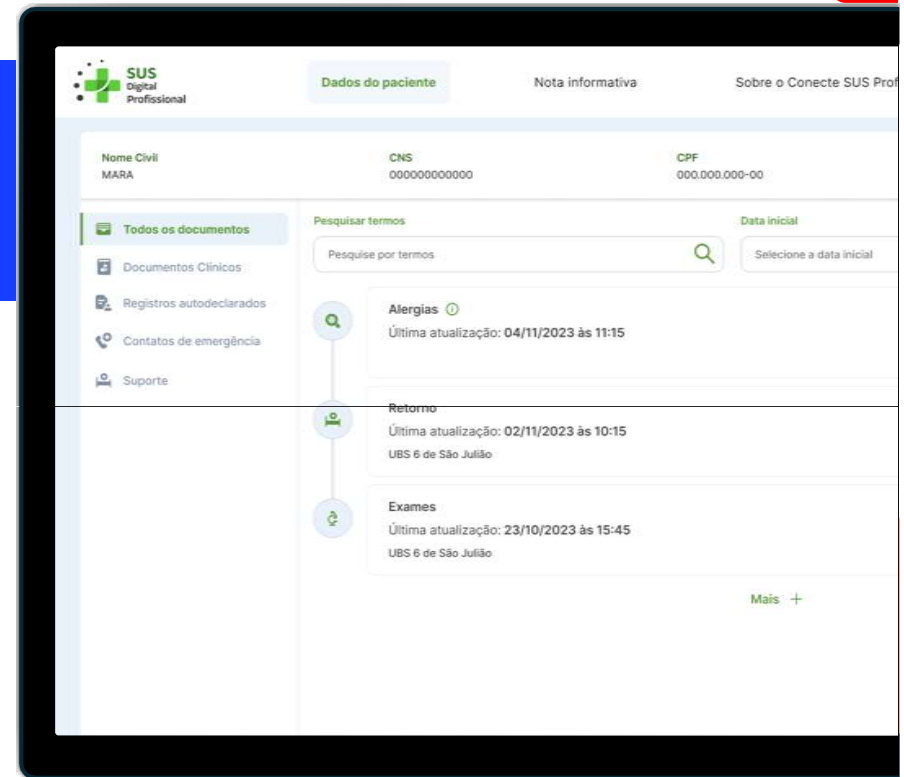 SUS
Digital
Profissional
Dados do paciente
Nota informativa
Sobre o Conecte SUS Prof
Nome Civil
MARA
CNS
000000000000
CPF
000.000.000-00
Todos os documentos
Documentos Clínicos
Registros autodeclarados
Contatos de emergência
Suporte
Pesquisar termos
Pesquise por termos
Data inicial
Selecione a data inicial
Alergias
Última atualização: 04/11/2023 às 11:15
Retorno
Última atualização: 02/11/2023 às 10:15
UBS 6 de São Julião
Exames
Última atualização: 23/10/2023 às 15:45
UBS 6 de São Julião
Mais +